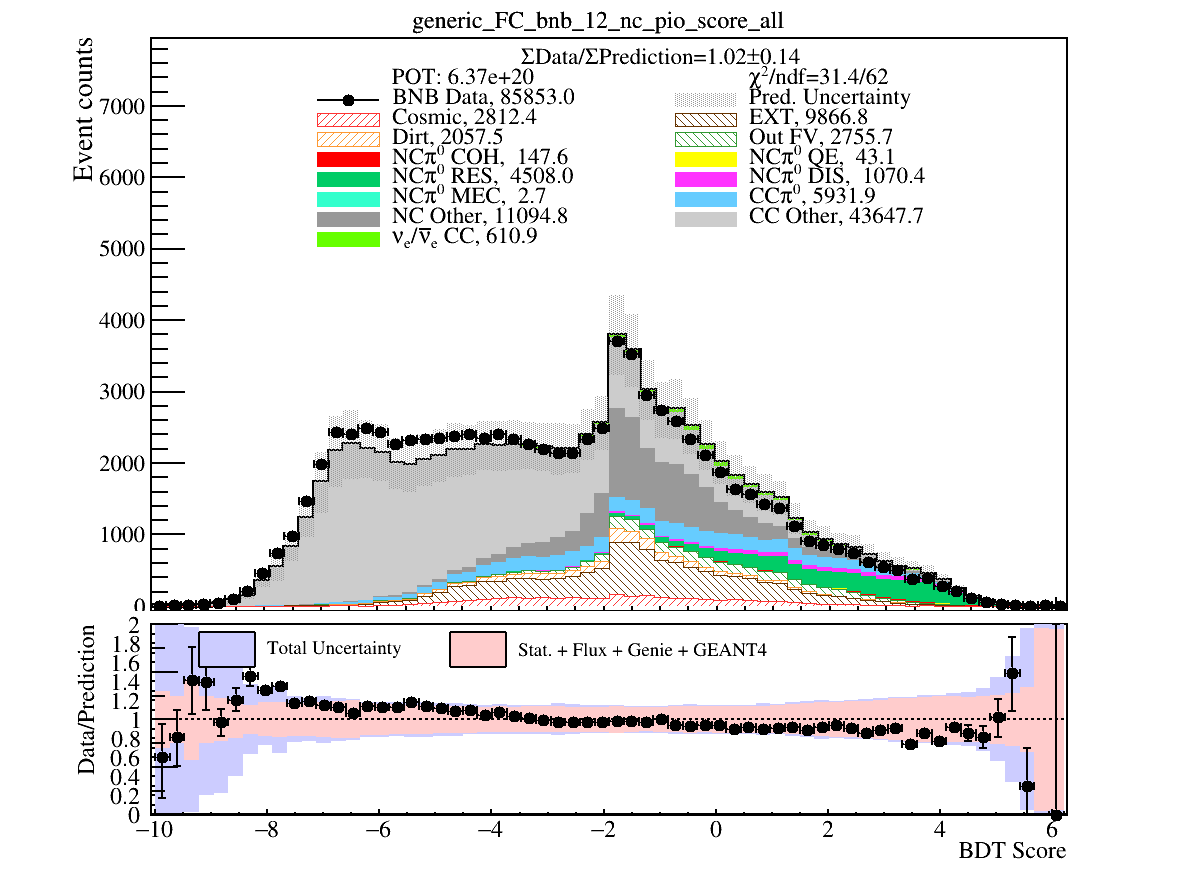 generic_FC_bnb_12_nc_pio_score_all
ΣData/ΣPrediction=1.02±0.14
POT: 6.37e+20
χ²/ndf=31.4/62
BNB Data, 85853.0
Pred. Uncertainty
Cosmic, 2812.4
EXT, 9866.8
Dirt, 2057.5
Out FV, 2755.7
NCπ⁰ COH, 147.6
NCπ⁰ QE, 43.1
NCπ⁰ RES, 4508.0
NCπ⁰ DIS, 1070.4
NCπ⁰ MEC, 2.7
CCπ⁰, 5931.9
NC Other, 11094.8
CC Other, 43647.7
νₑ/ν̅ₑ CC, 610.9
Event counts
7000
6000
5000
4000
3000
2000
1000
0
Total Uncertainty
Stat. + Flux + Genie + GEANT4
Data/Prediction
2
1.8
1.6
1.4
1.2
1
0.8
0.6
0.4
0.2
0
−10 −8 −6 −4 −2 0 2 4 6
BDT Score